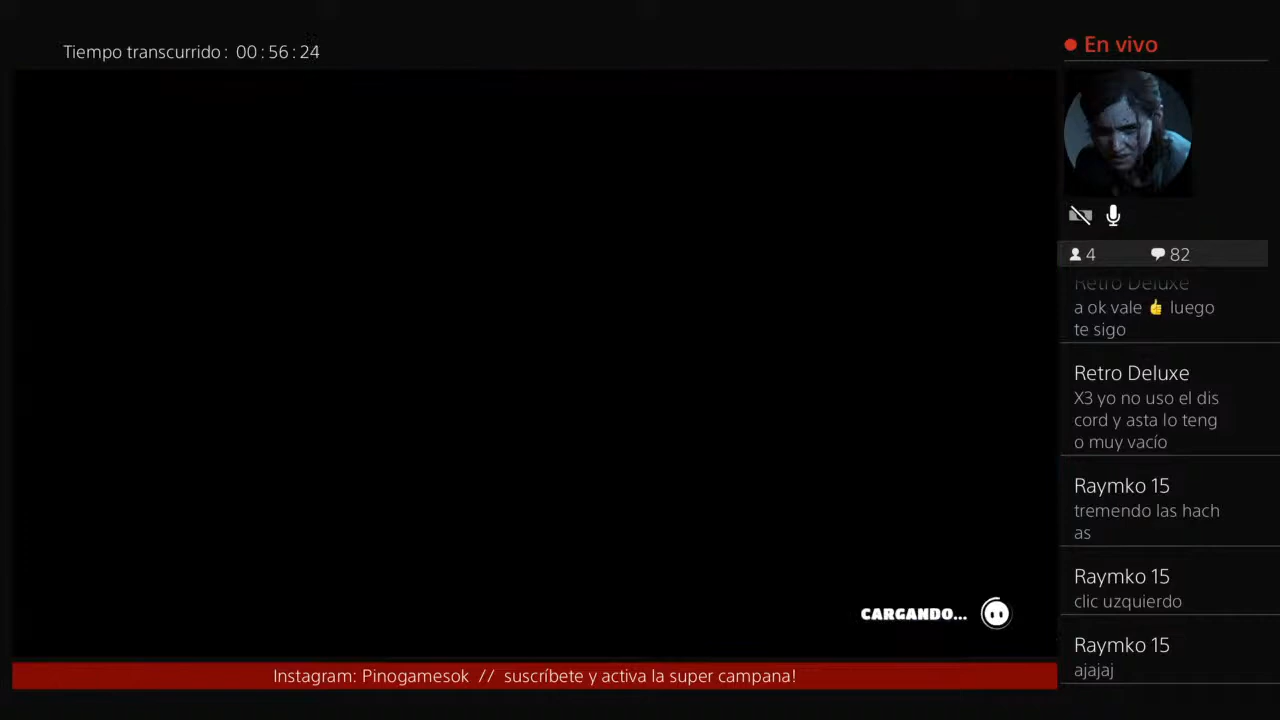 Tiempo transcurrido : 00 : 56 : 24
En vivo
4 82
Retro Deluxe
a ok vale 👍 luego
te sigo
Retro Deluxe
X3 yo no uso el dis
cord y asta lo teng
o muy vacío
Raymko 15
tremendo las hach
as
Raymko 15
clic uzquierdo
Raymko 15
ajajaj
CARGANDO...
Instagram: Pinogamesok // suscríbete y activa la super campana!